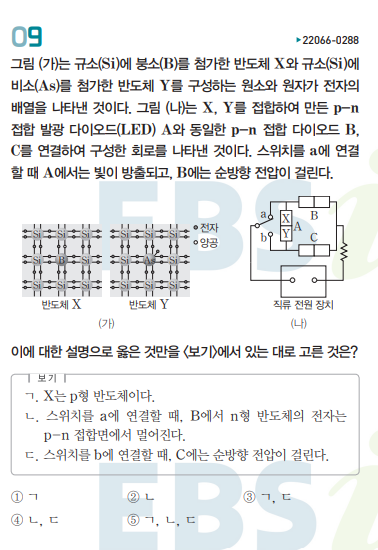 09
▶22066-0288
그림 (가)는 규소(Si)에 붕소(B)를 첨가한 반도체 X와 규소(Si)에
비소(As)를 첨가한 반도체 Y를 구성하는 원소와 원자가 전자의
배열을 나타낸 것이다. 그림 (나)는 X, Y를 접합하여 만든 p-n
접합 발광 다이오드(LED) A와 동일한 p-n 접합 다이오드 B,
C를 연결하여 구성한 회로를 나타낸 것이다. 스위치를 a에 연결
할 때 A에서는 빛이 방출되고, B에는 순방향 전압이 걸린다.
Si Si Si Si Si Si
Si B Si Si As Si
Si Si Si Si Si Si
전자
양공
반도체 X 반도체 Y
(가)
a
b
X
Y
A
B
C
직류 전원 장치
(나)
이에 대한 설명으로 옳은 것만을 <보기>에서 있는 대로 고른 것은?
보기
ㄱ. X는 p형 반도체이다.
ㄴ. 스위치를 a에 연결할 때, B에서 n형 반도체의 전자는
p-n 접합면에서 멀어진다.
ㄷ. 스위치를 b에 연결할 때, C에는 순방향 전압이 걸린다.
① ㄱ ② ㄴ ③ ㄱ, ㄷ
④ ㄴ, ㄷ ⑤ ㄱ, ㄴ, ㄷ
EBSi
EBSi